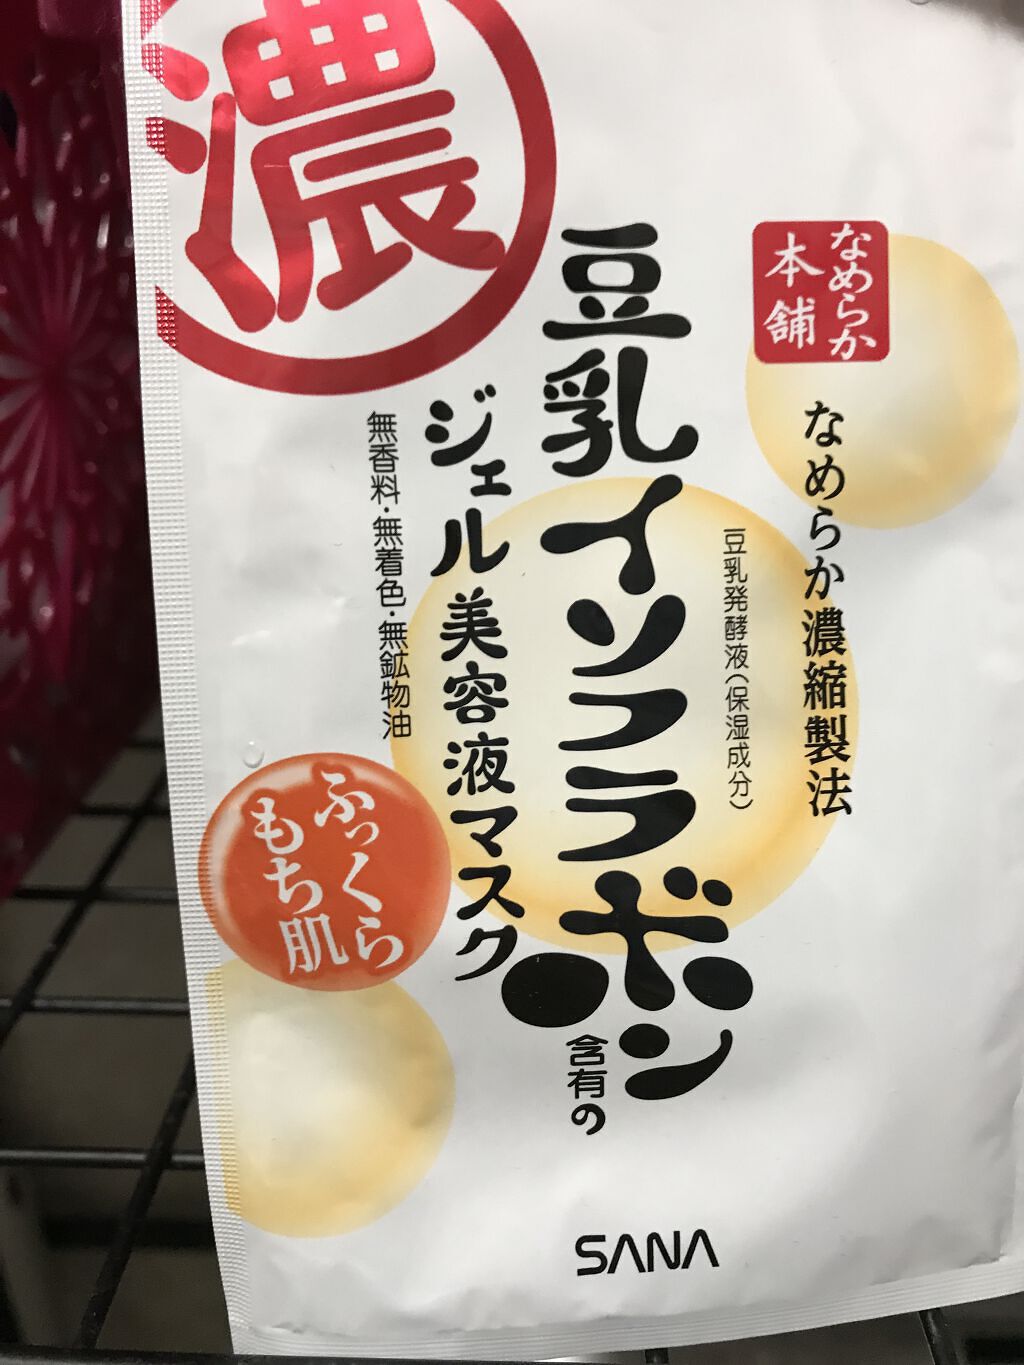 濃
なめらか
本舗
なめらか濃縮製法
豆乳発酵液(保湿成分)
豆乳イソフラボン
含有の
ジェル美容液マスク
無香料・無着色・無鉱物油
ふっくら
もち肌
SANA